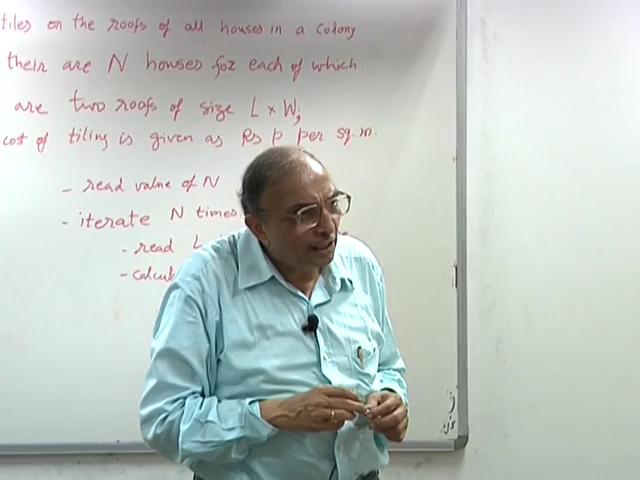 tiles on the roofs of all houses in a colony
their are N houses for each of which
are two roofs of size L x W;
cost of tiling is given as Rs p per sq.m.
- read value of N
- iterate N times
- read L
- calcul